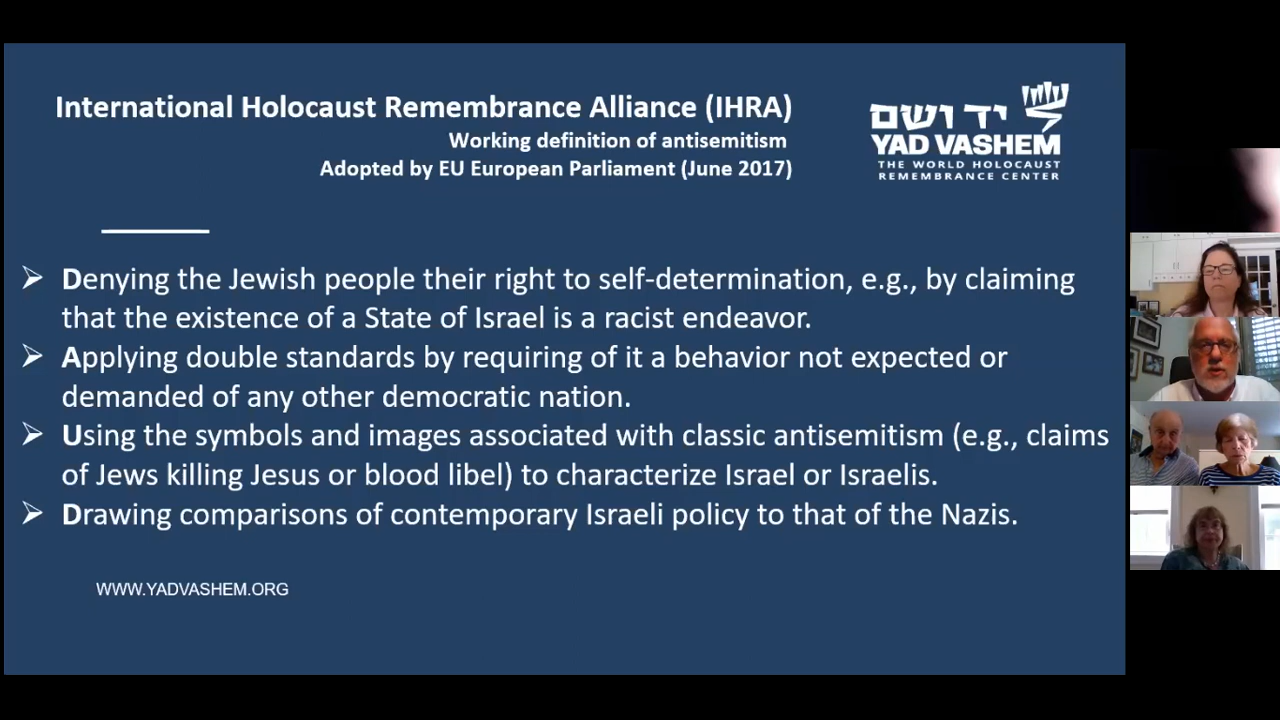 International Holocaust Remembrance Alliance (IHRA)
Working definition of antisemitism
Adopted by EU European Parliament (June 2017)
יד ושם
YAD VASHEM
THE WORLD HOLOCAUST
REMEMBRANCE CENTER
Denying the Jewish people their right to self-determination, e.g., by claiming
that the existence of a State of Israel is a racist endeavor.
Applying double standards by requiring of it a behavior not expected or
demanded of any other democratic nation.
Using the symbols and images associated with classic antisemitism (e.g., claims
of Jews killing Jesus or blood libel) to characterize Israel or Israelis.
Drawing comparisons of contemporary Israeli policy to that of the Nazis.
WWW.YADVASHEM.ORG